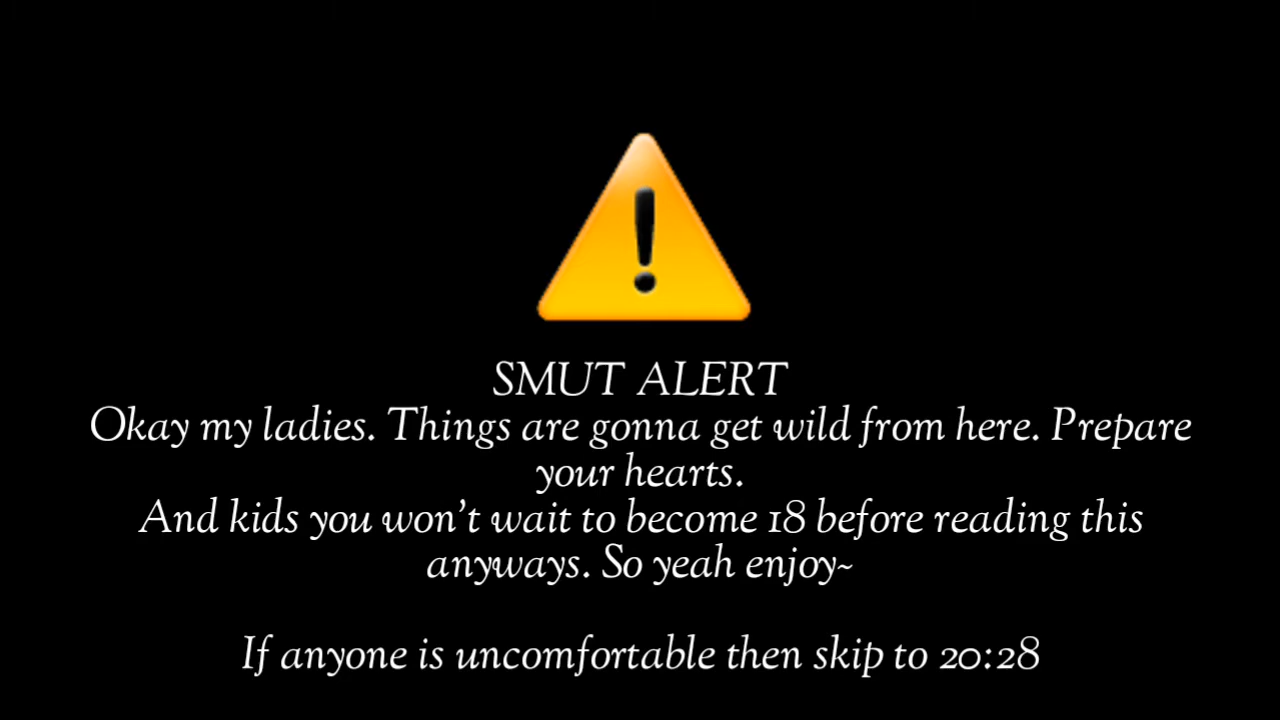 SMUT ALERT
Okay my ladies. Things are gonna get wild from here. Prepare
your hearts.
And kids you won't wait to become 18 before reading this
anyways. So yeah enjoy~
If anyone is uncomfortable then skip to 20:28